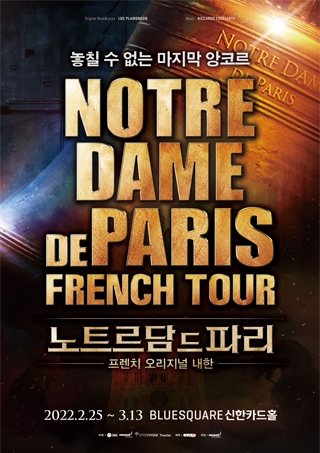 Original Book & Lyrics LUC PLAMONDON Music RICCARDO COCCIANTE
놓칠 수 없는 마지막 앙코르
NOTRE DAME
DE PARIS
NOTRE
DAME
DE PARIS
FRENCH TOUR
노트르담드파리
프렌치 오리지널 내한
2022.2.25 ~ 3.13 BLUESQUARE 신한카드홀